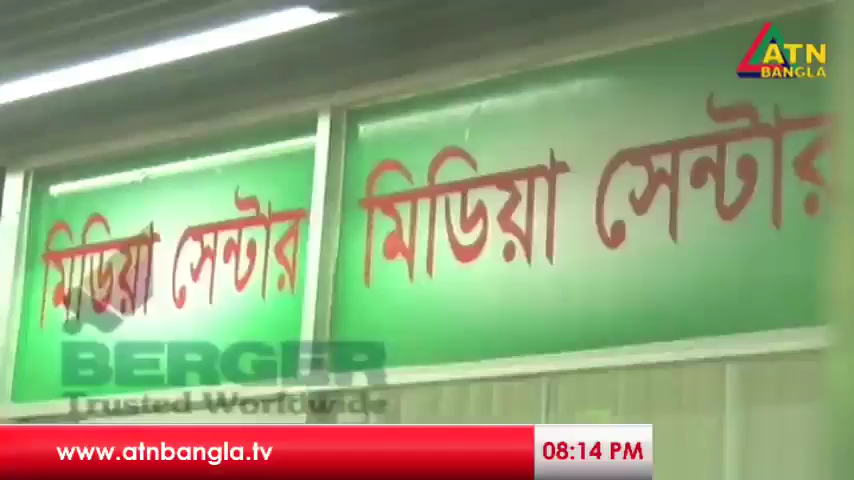 ATN
BANGLA
মিডিয়া সেন্টার
মিডিয়া সেন্টার
BERGER
Trusted Worldwide
www.atnbangla.tv
08:14 PM